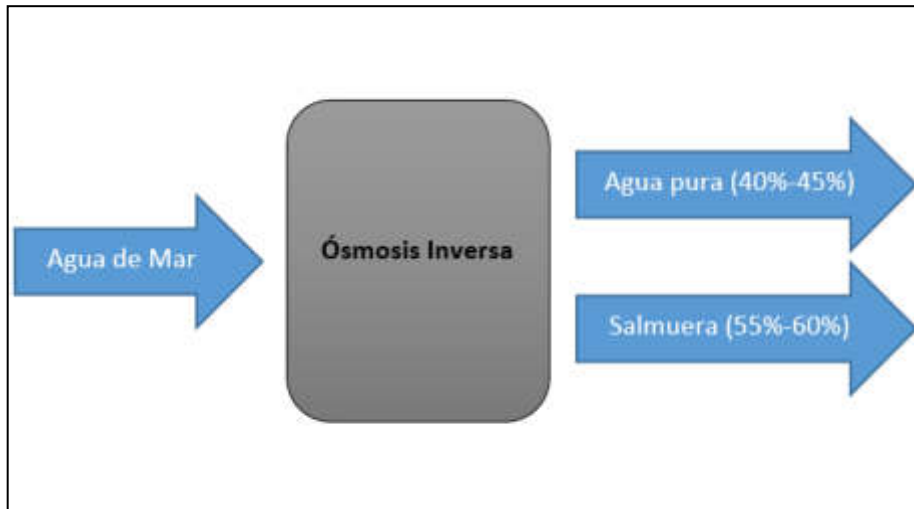 Agua de Mar
Ósmosis Inversa
Agua pura (40%-45%)
Salmuera (55%-60%)